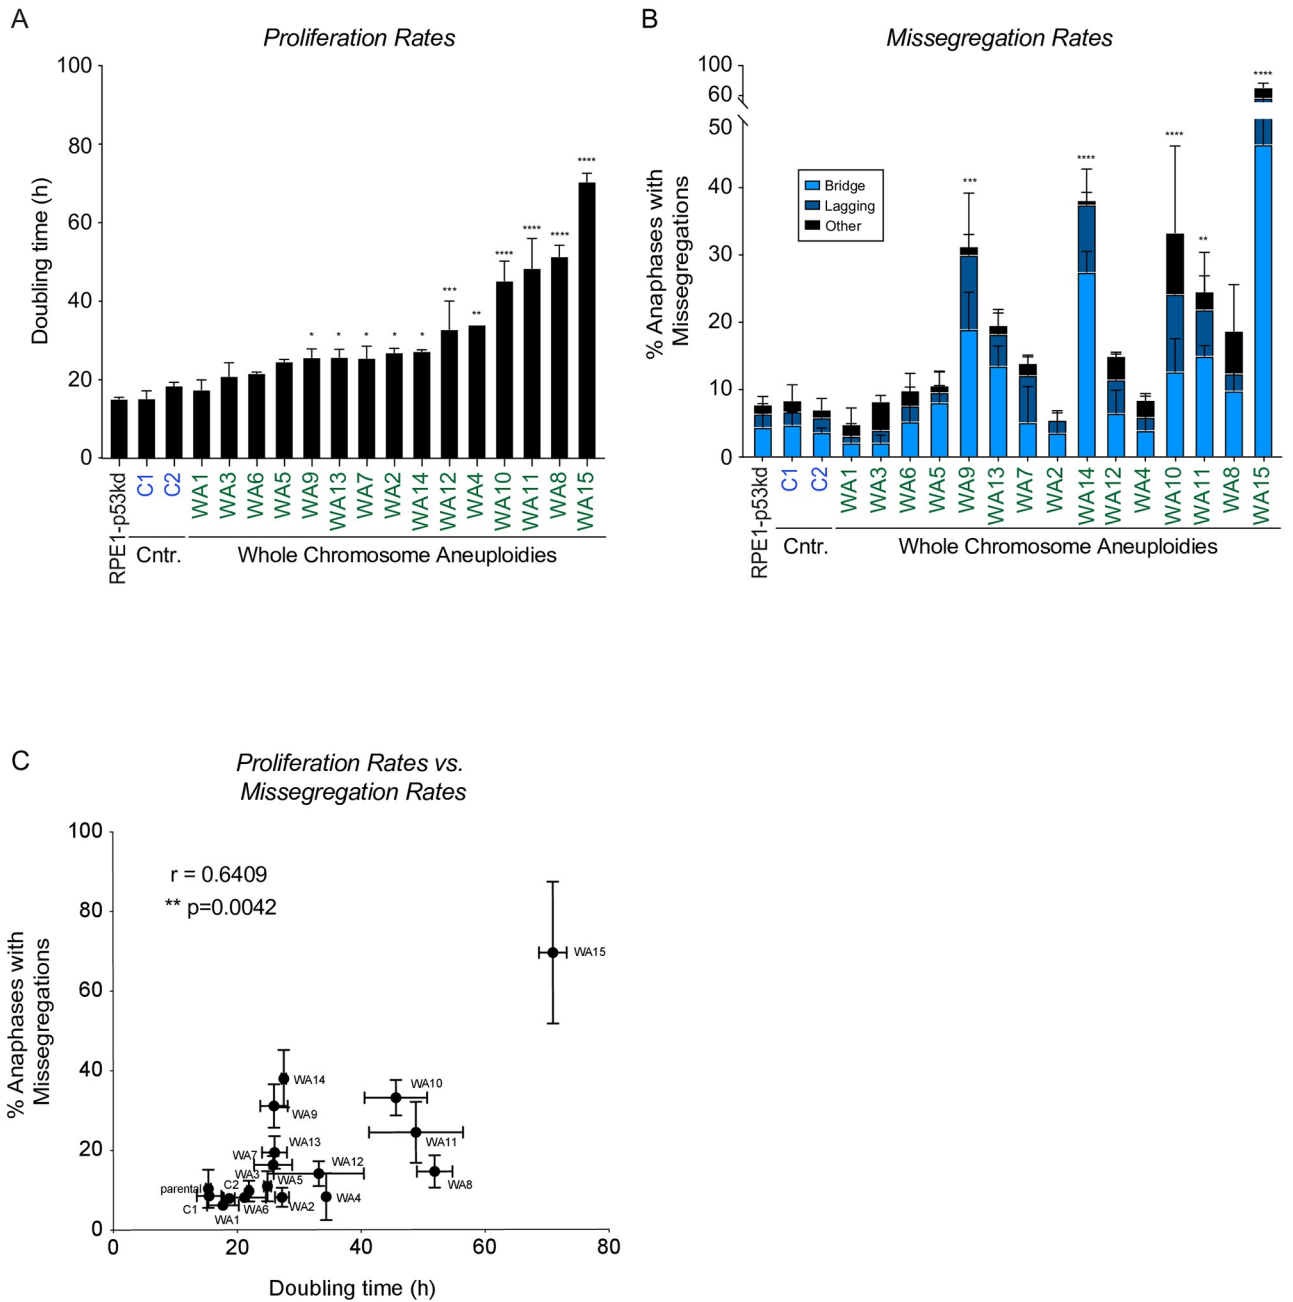 A
Proliferation Rates
Doubling time (h)
100
80
60
40
20
0
* * * * * *** ** **** **** **** ****
RPE1-p53kd C1 C2 WA1 WA3 WA6 WA5 WA9 WA13 WA7 WA2 WA14 WA12 WA4 WA10 WA11 WA8 WA15
Cntr. Whole Chromosome Aneuploidies
B
Missegregation Rates
% Anaphases with
Missegregations
100
60
50
40
30
20
10
0
Bridge
Lagging
Other
*** **** **** ** ****
RPE1-p53kd C1 C2 WA1 WA3 WA6 WA5 WA9 WA13 WA7 WA2 WA14 WA12 WA4 WA10 WA11 WA8 WA15
Cntr. Whole Chromosome Aneuploidies
C
Proliferation Rates vs.
Missegregation Rates
% Anaphases with
Missegregations
100
80
60
40
20
0
r = 0.6409
** p=0.0042
WA15
WA14
WA10
WA9
WA13
WA11
WA7
WA12
WA3
WA5
WA8
parental
C2
WA4
C1
WA6
WA2
WA1
0 20 40 60 80
Doubling time (h)